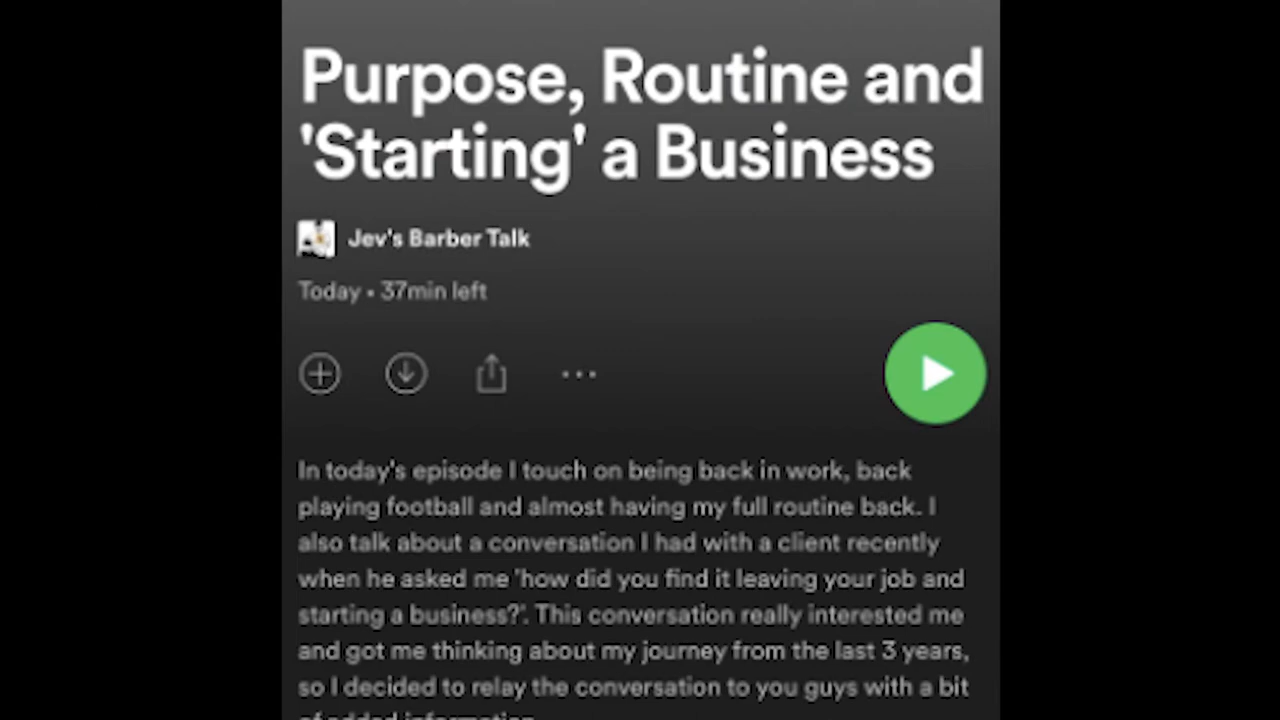 Purpose, Routine and
'Starting' a Business
Jev's Barber Talk
Today • 37min left
In today's episode I touch on being back in work, back
playing football and almost having my full routine back. I
also talk about a conversation I had with a client recently
when he asked me 'how did you find it leaving your job and
starting a business?'. This conversation really interested me
and got me thinking about my journey from the last 3 years,
so I decided to relay the conversation to you guys with a bit
of added information